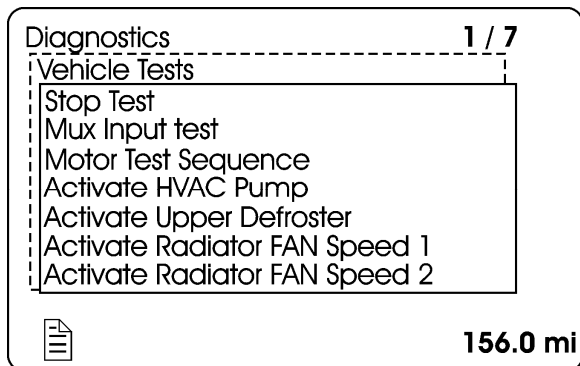 Diagnostics 1 / 7
Vehicle Tests
Stop Test
Mux Input test
Motor Test Sequence
Activate HVAC Pump
Activate Upper Defroster
Activate Radiator FAN Speed 1
Activate Radiator FAN Speed 2
156.0 mi